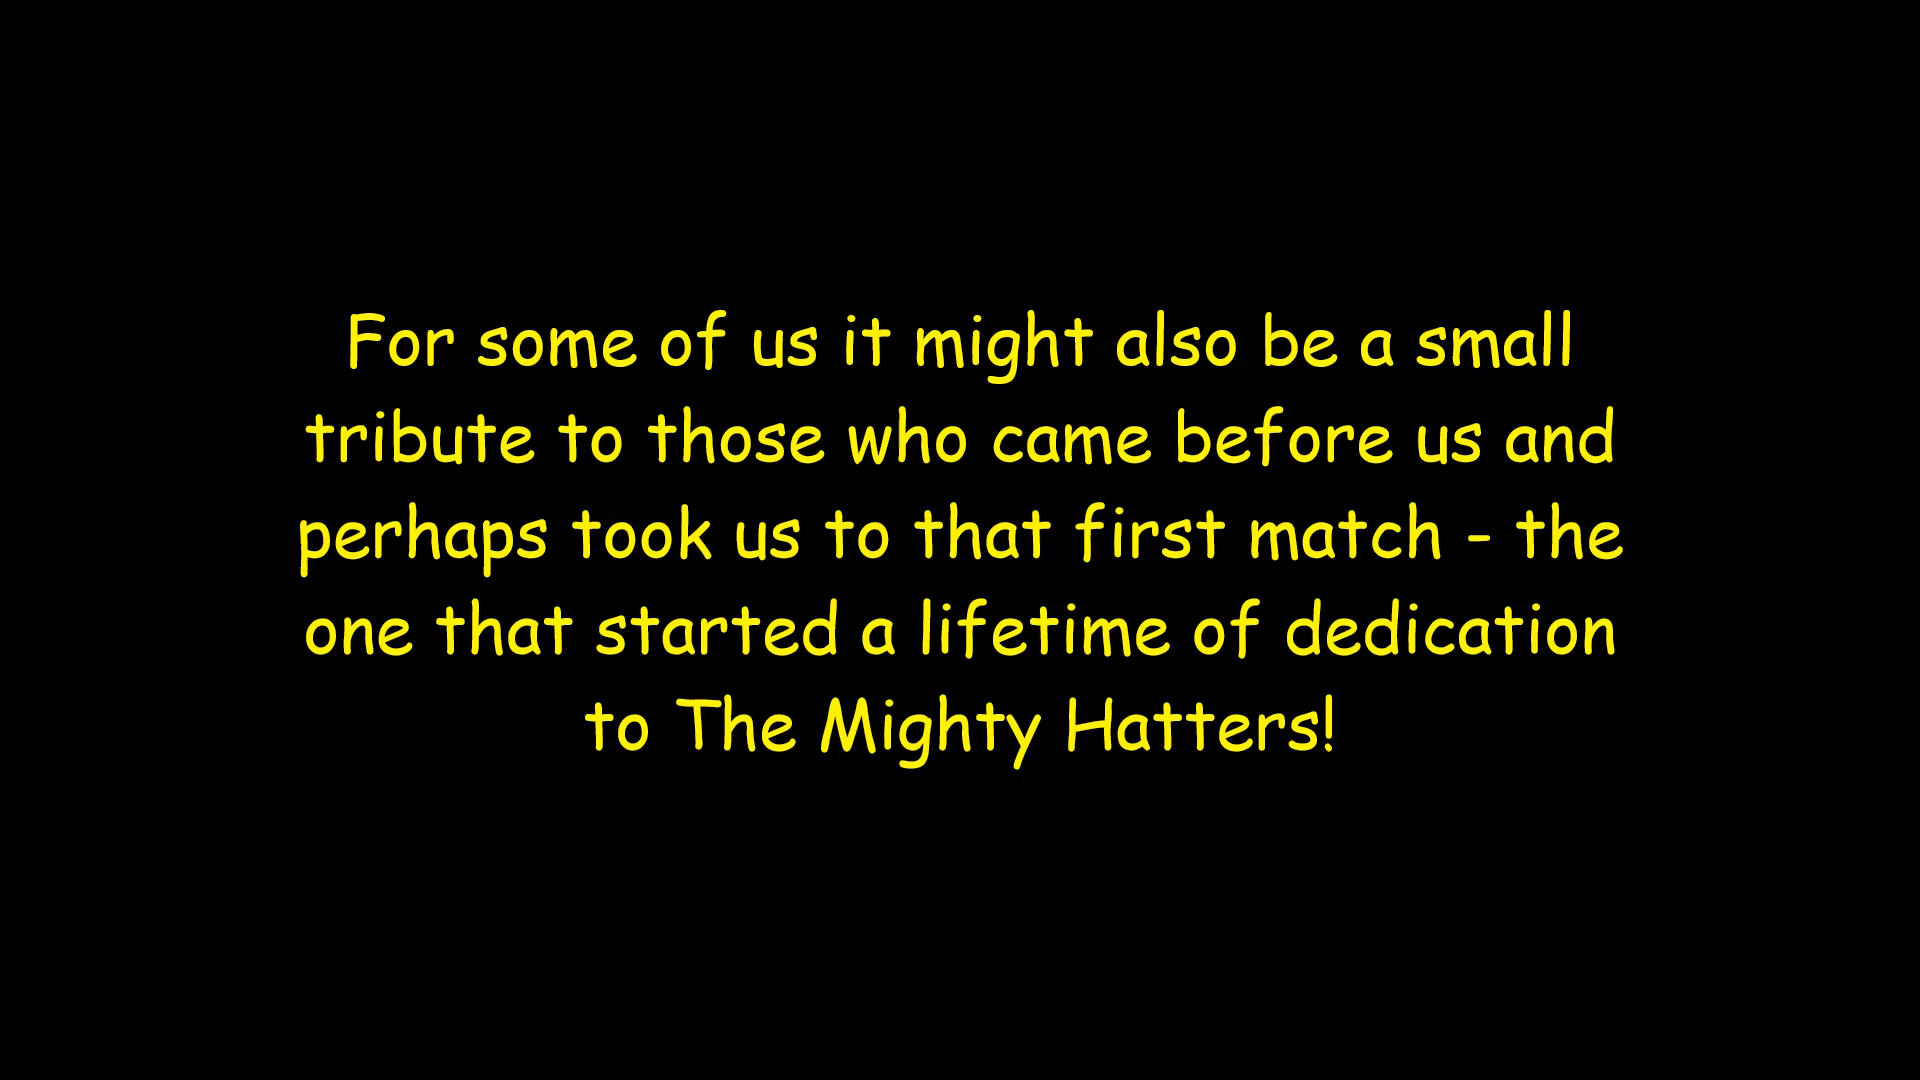 For some of us it might also be a small
tribute to those who came before us and
perhaps took us to that first match - the
one that started a lifetime of dedication
to The Mighty Hatters!